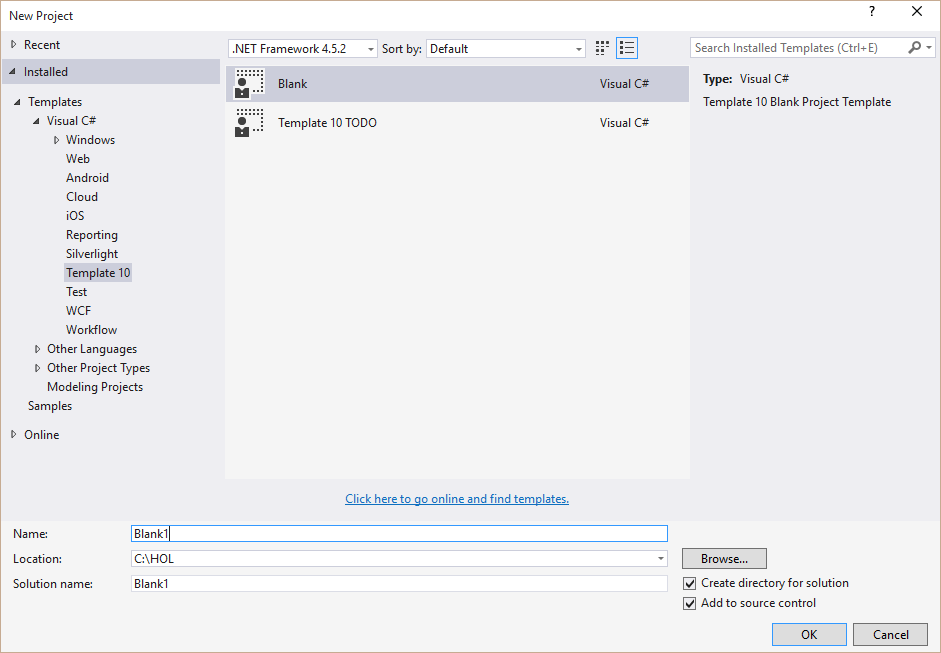 New Project
?
Recent
Installed
Templates
Visual C#
Windows
Web
Android
Cloud
iOS
Reporting
Silverlight
Template 10
Test
WCF
Workflow
Other Languages
Other Project Types
Modeling Projects
Samples
Online
.NET Framework 4.5.2 Sort by: Default
Blank Visual C#
Template 10 TODO Visual C#
Click here to go online and find templates.
Search Installed Templates (Ctrl+E)
Type: Visual C#
Template 10 Blank Project Template
Name: Blank1
Location: C:\HOL Browse...
Solution name: Blank1
Create directory for solution
Add to source control
OK Cancel